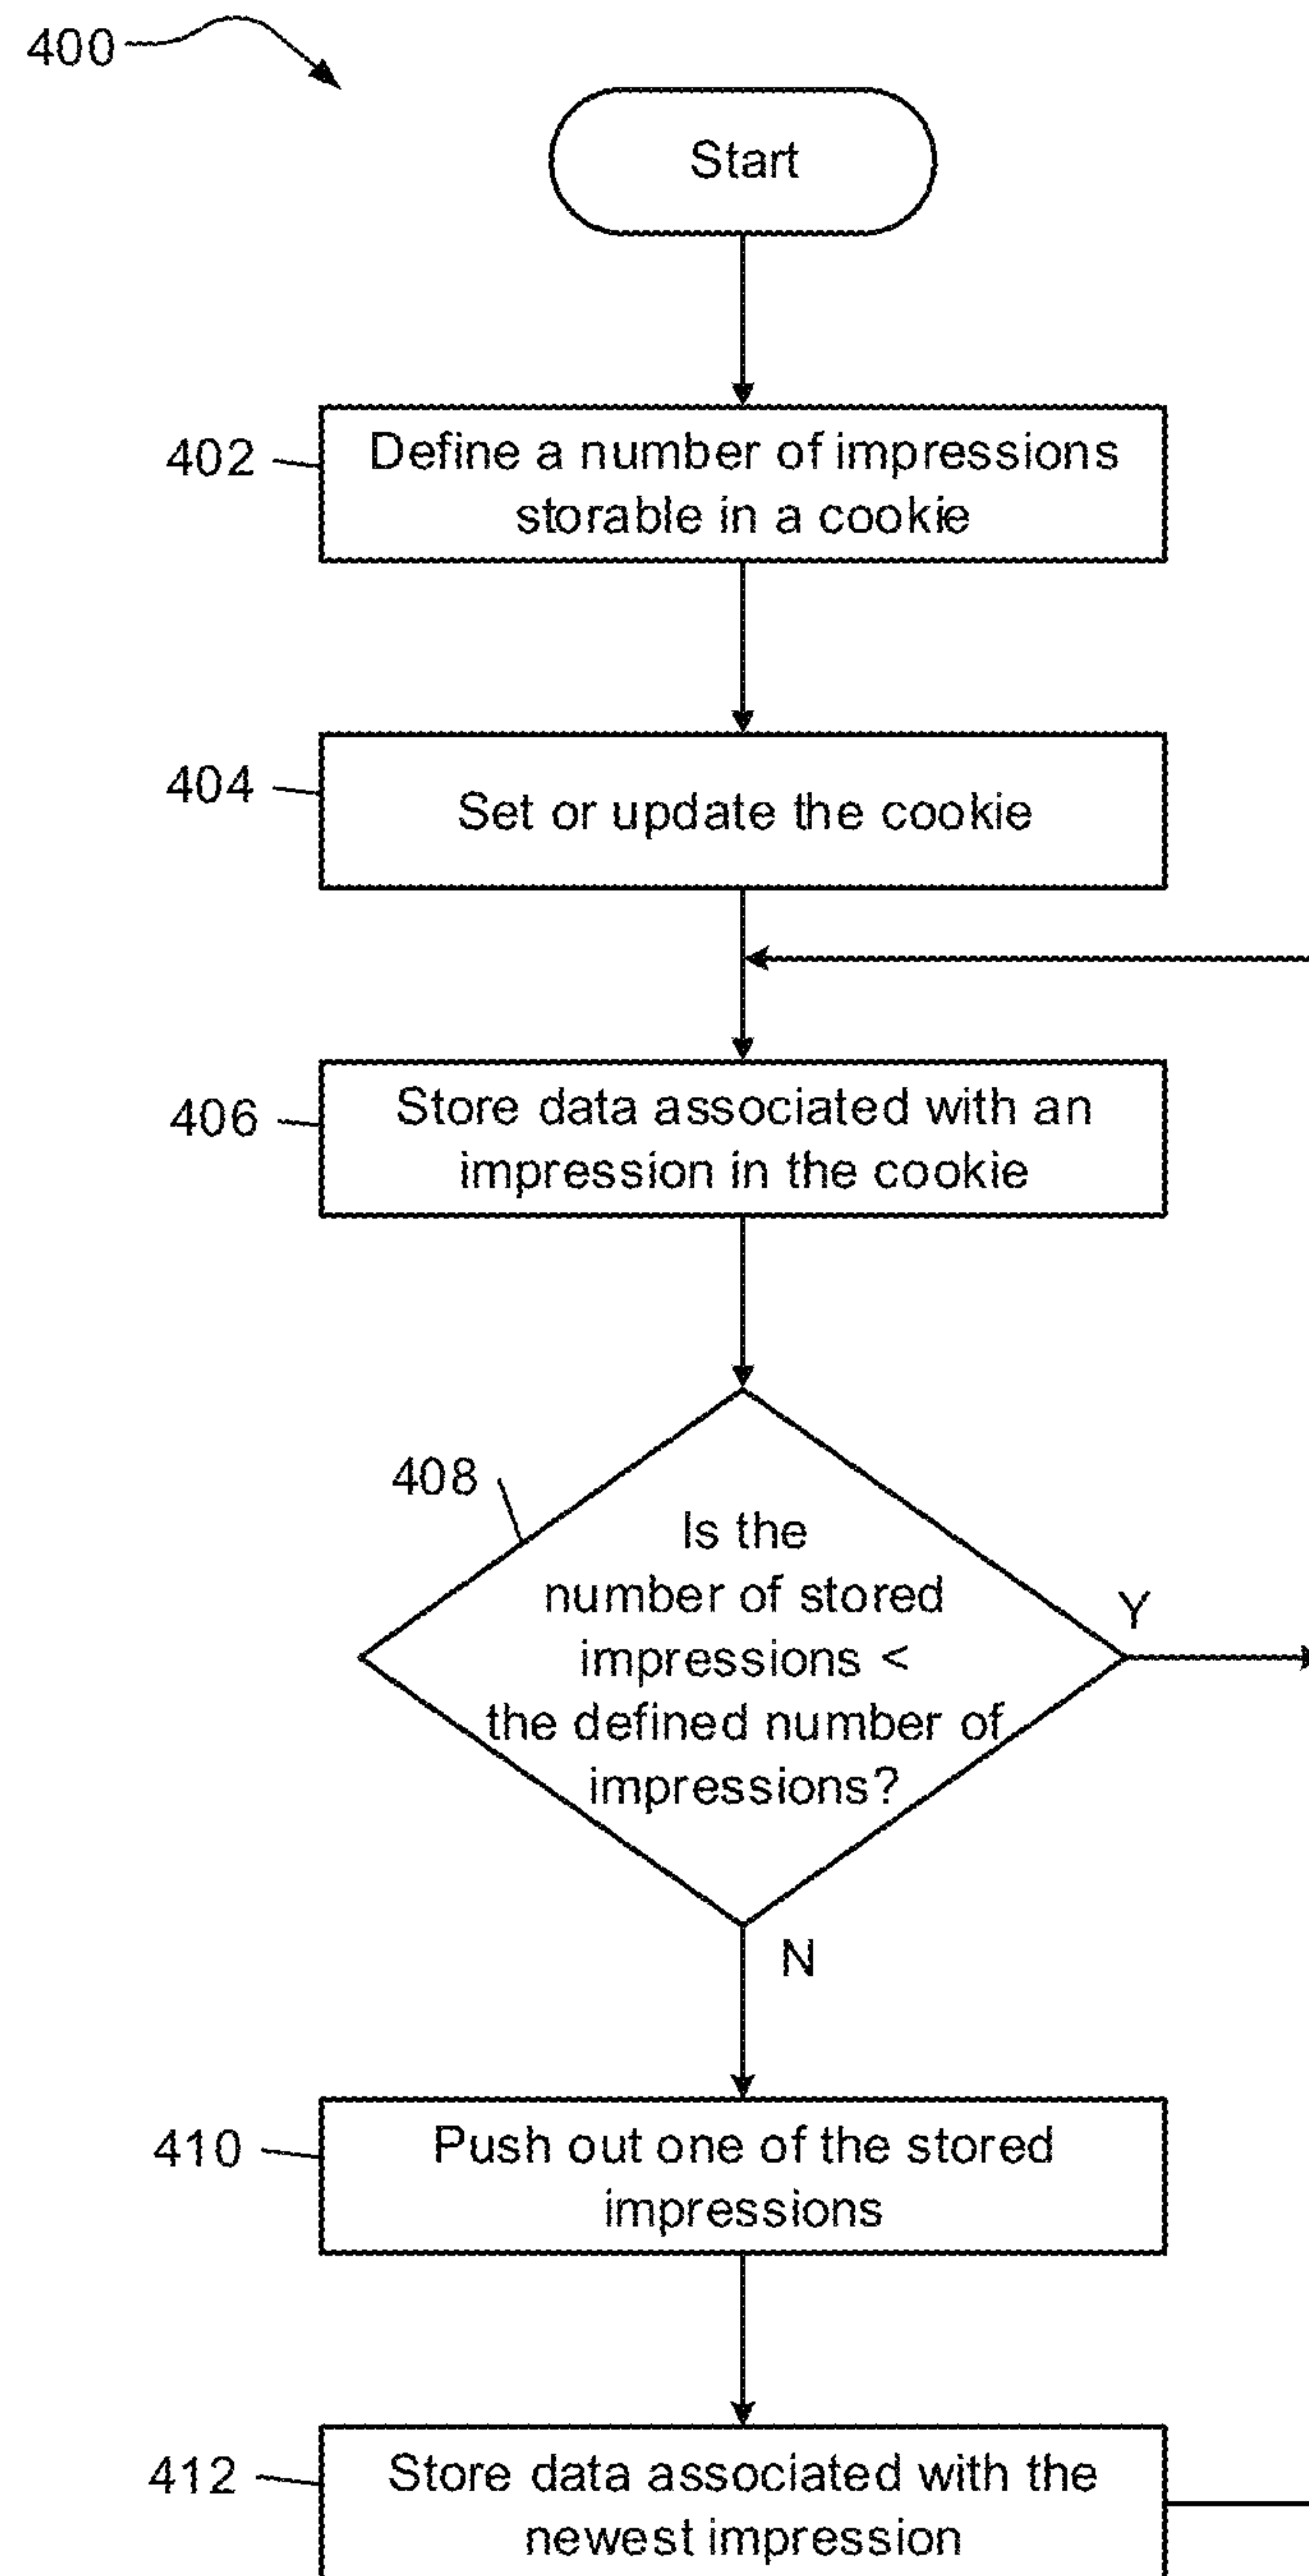 400
Start
402
Define a number of impressions
storable in a cookie
404
Set or update the cookie
406
Store data associated with an
impression in the cookie
408
Is the
number of stored
impressions <
the defined number of
impressions?
Y
N
410
Push out one of the stored
impressions
412
Store data associated with the
newest impression